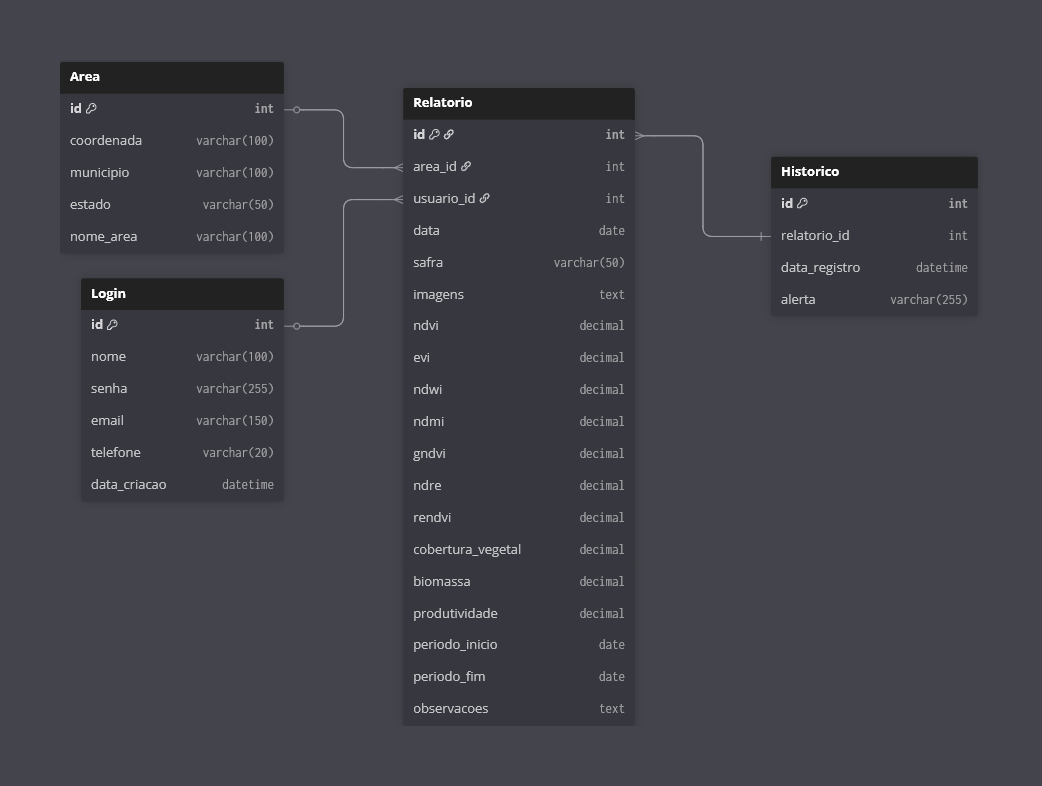 Area
id int
coordenada varchar(100)
municipio varchar(100)
estado varchar(50)
nome_area varchar(100)
Login
id int
nome varchar(100)
senha varchar(255)
email varchar(150)
telefone varchar(20)
data_criacao datetime
Relatorio
id int
area_id int
usuario_id int
data date
safra varchar(50)
imagens text
ndvi decimal
evi decimal
ndwi decimal
ndmi decimal
gndvi decimal
ndre decimal
rendvi decimal
cobertura_vegetal decimal
biomassa decimal
produtividade decimal
periodo_inicio date
periodo_fim date
observacoes text
Historico
id int
relatorio_id int
data_registro datetime
alerta varchar(255)